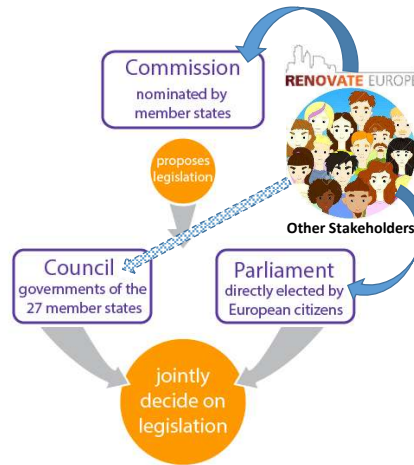 Commission
nominated by
member states
RENOVATE EUROPE
proposes
legislation
Other Stakeholders
Council
governments of the
27 member states
Parliament
directly elected by
European citizens
jointly
decide on
legislation